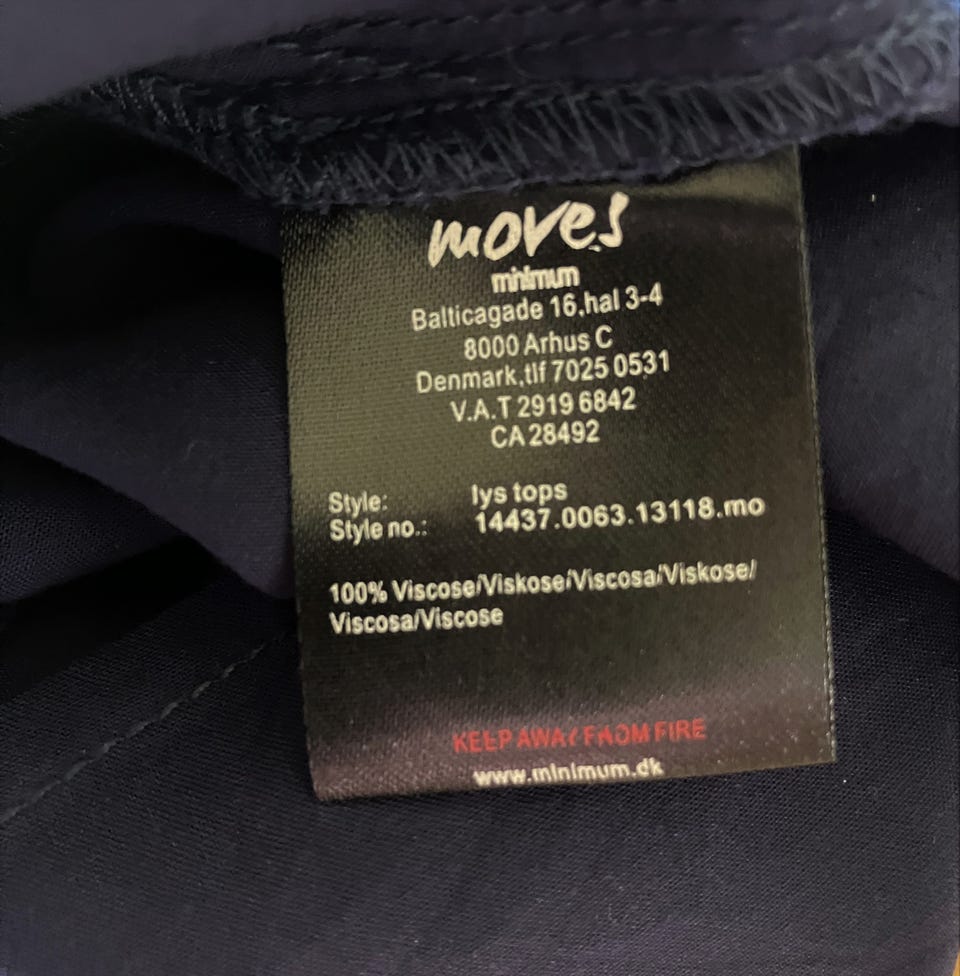 moves
minimum
Balticagade 16,hal 3-4
8000 Arhus C
Denmark,tlf 7025 0531
V.A.T 2919 6842
CA 28492
Style: lys tops
Style no.: 14437.0063.13118.mo
100% Viscose/Viskose/Viscosa/Viskose/
Viscosa/Viscose
KEEP AWAY FROM FIRE
www.minimum.dk